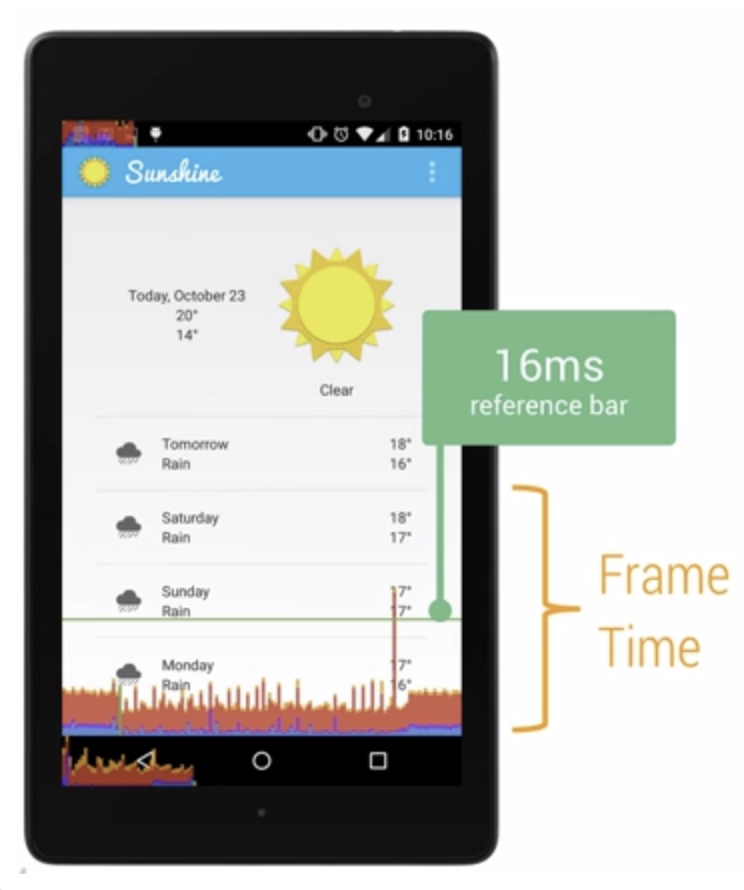 10:16
Sunshine
Today, October 23
20°
14°
Clear
16ms
reference bar
Tomorrow 18°
Rain 16°
Saturday 18°
Rain 17°
Sunday 17°
Rain 17°
Monday 17°
Rain 16°
Frame
Time